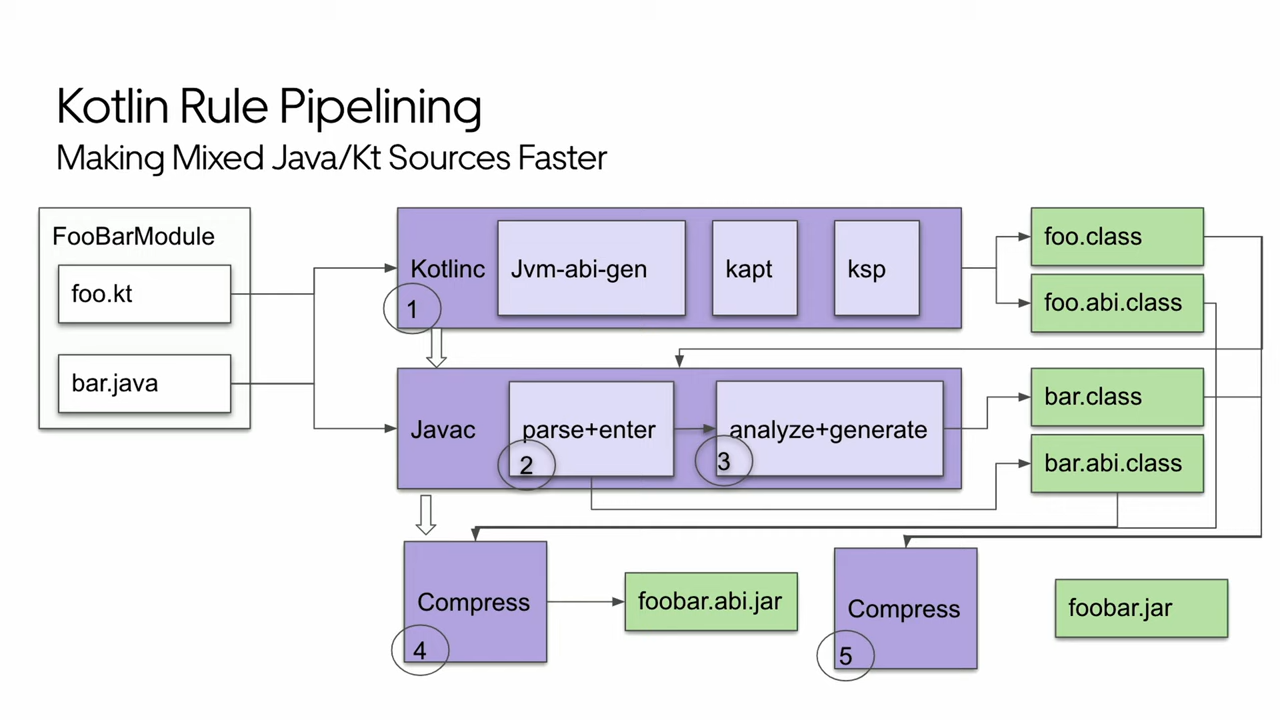 Kotlin Rule Pipelining
Making Mixed Java/Kt Sources Faster
FooBarModule
foo.kt
bar.java
Kotlinc
1
Jvm-abi-gen
kapt
ksp
foo.class
foo.abi.class
Javac
parse+enter
2
analyze+generate
3
bar.class
bar.abi.class
Compress
4
foobar.abi.jar
Compress
5
foobar.jar